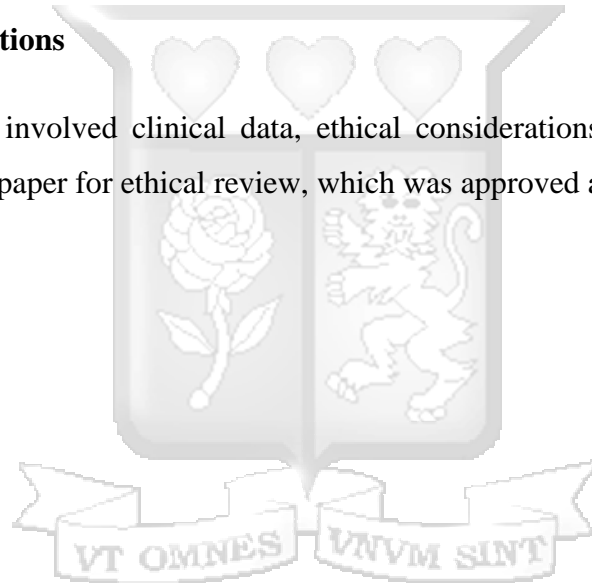 tions
involved clinical data, ethical considerations
paper for ethical review, which was approved a
VT OMNES VNVM SINT